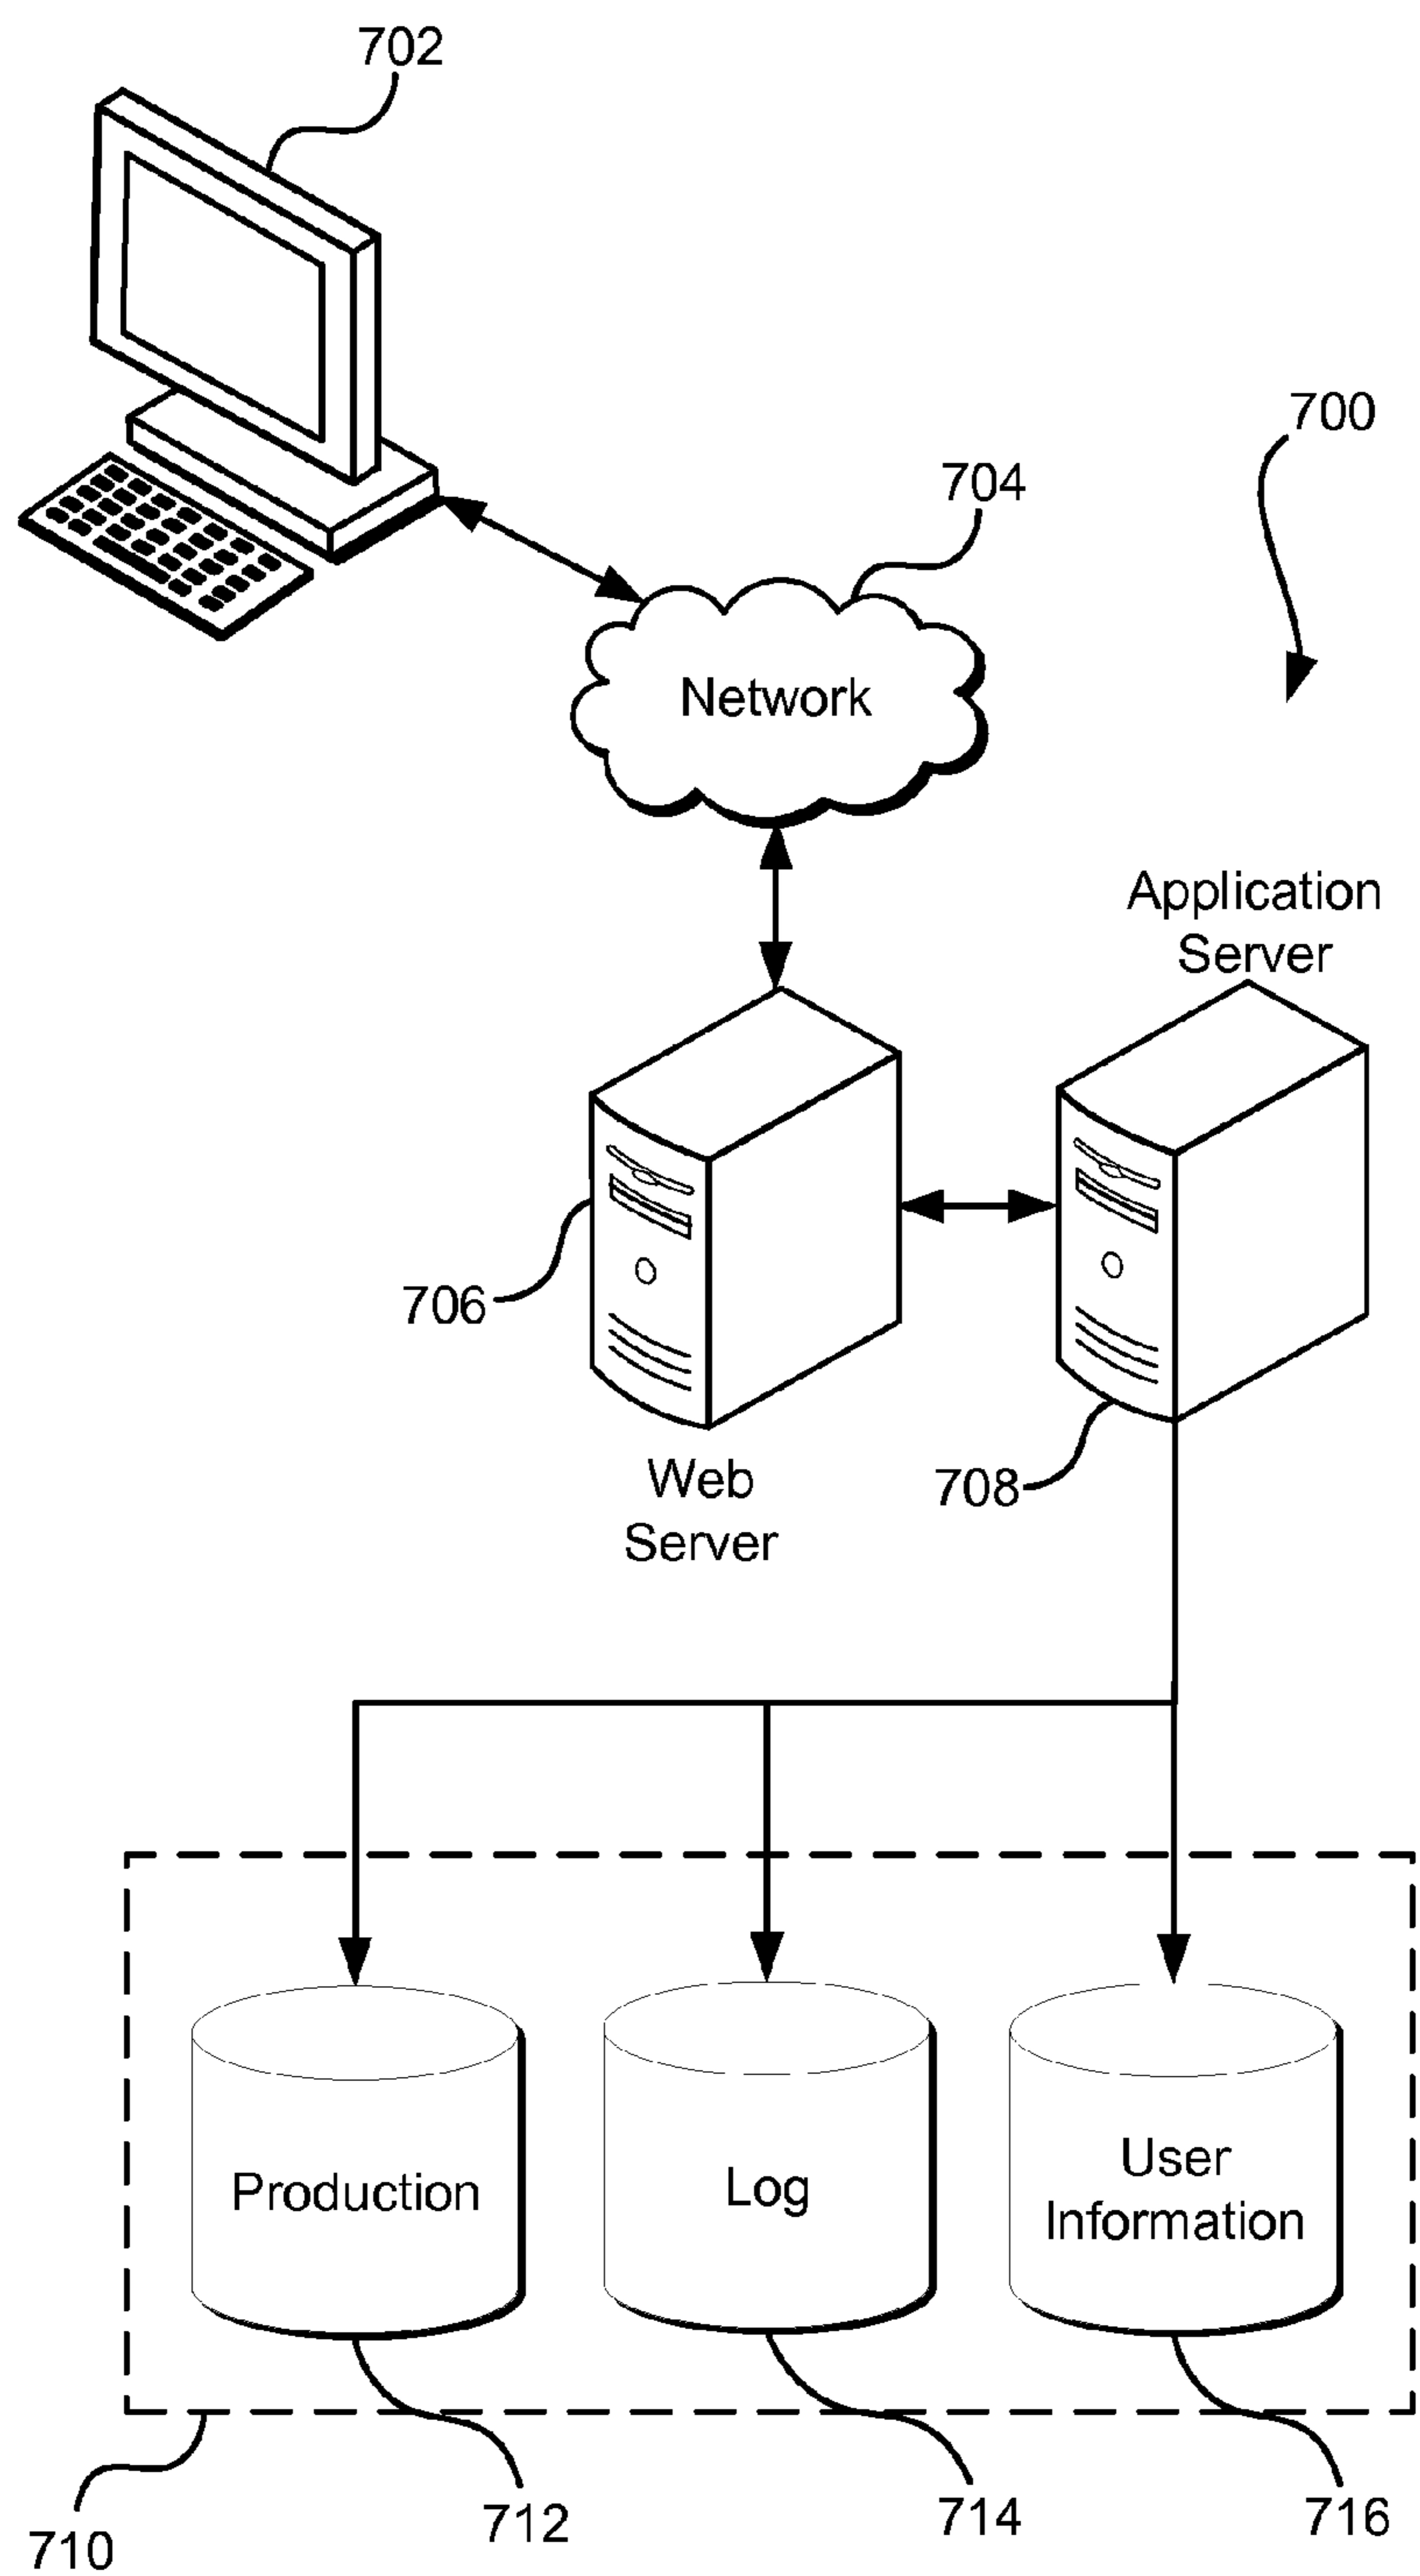 702
700
704
Network
Application
Server
706
708
Web
Server
Production
Log
User
Information
710
712
714
716